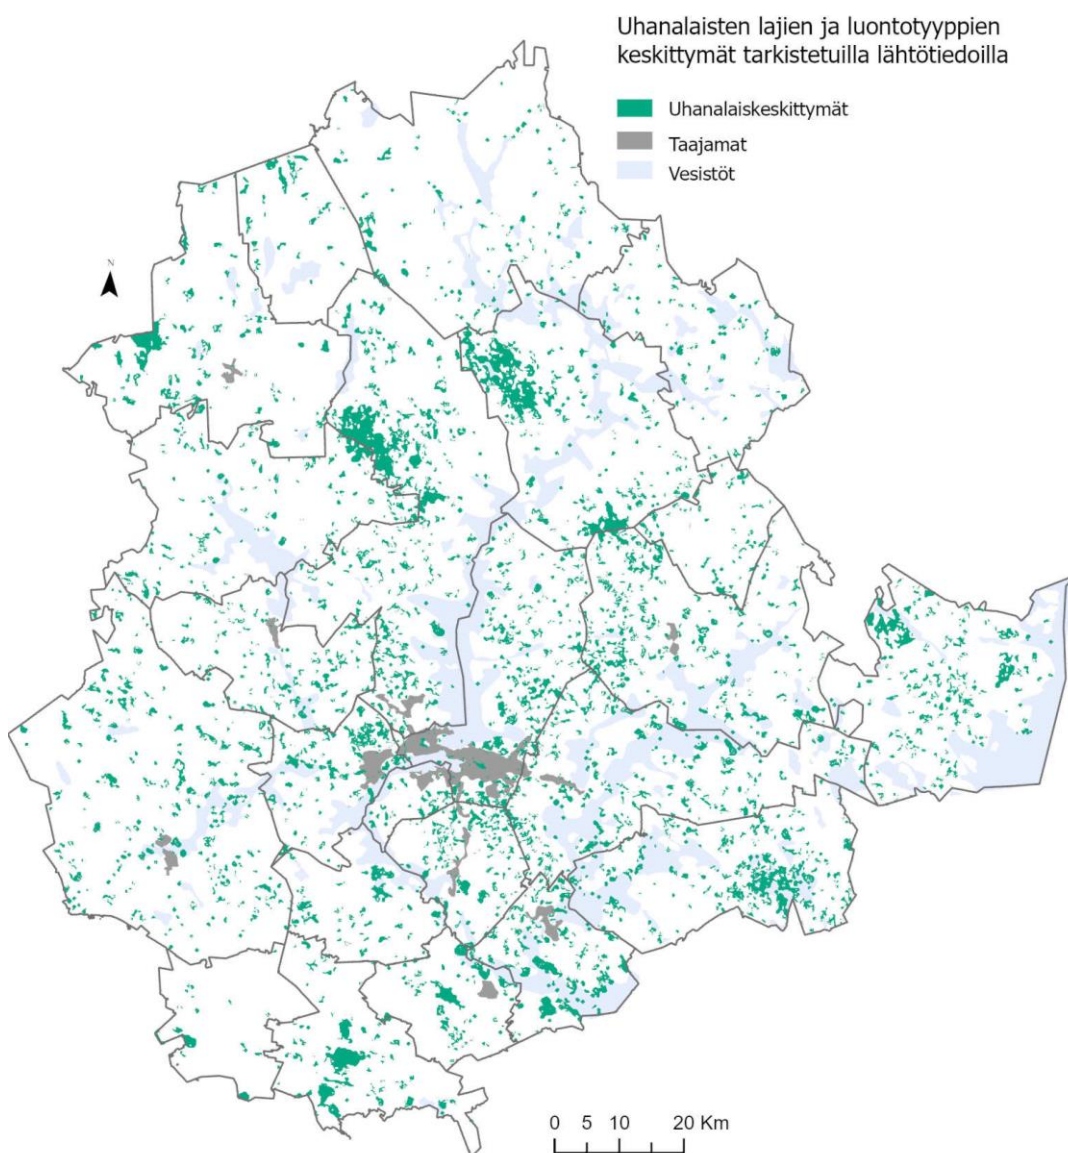 Uhanalaisten lajien ja luontotyyppien
keskittymät tarkistetuilla lähtötiedoilla
Uhanalaiskeskittymät
Taajamat
Vesistöt
N
0 5 10 20 Km